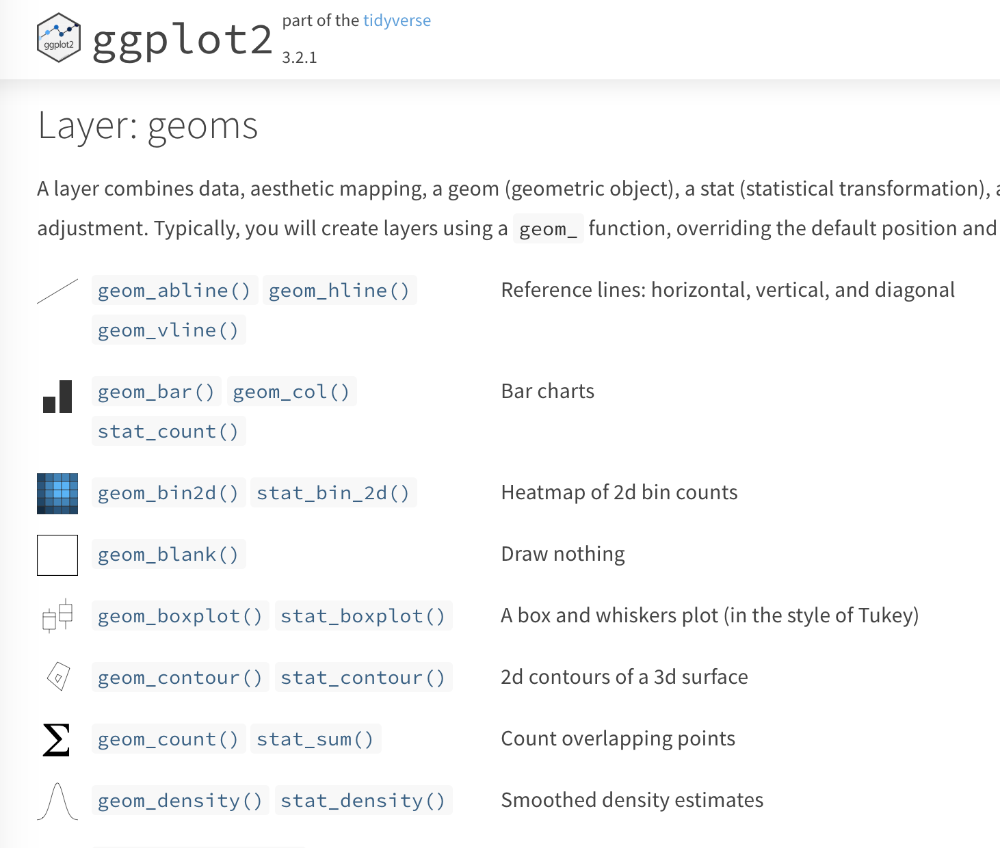 ggplot2
ggplot2
part of the tidyverse
3.2.1
Layer: geoms
A layer combines data, aesthetic mapping, a geom (geometric object), a stat (statistical transformation),
adjustment. Typically, you will create layers using a geom_ function, overriding the default position and
geom_abline() geom_hline() Reference lines: horizontal, vertical, and diagonal
geom_vline()
geom_bar() geom_col() Bar charts
stat_count()
geom_bin2d() stat_bin_2d() Heatmap of 2d bin counts
geom_blank() Draw nothing
geom_boxplot() stat_boxplot() A box and whiskers plot (in the style of Tukey)
geom_contour() stat_contour() 2d contours of a 3d surface
Σ geom_count() stat_sum() Count overlapping points
geom_density() stat_density() Smoothed density estimates